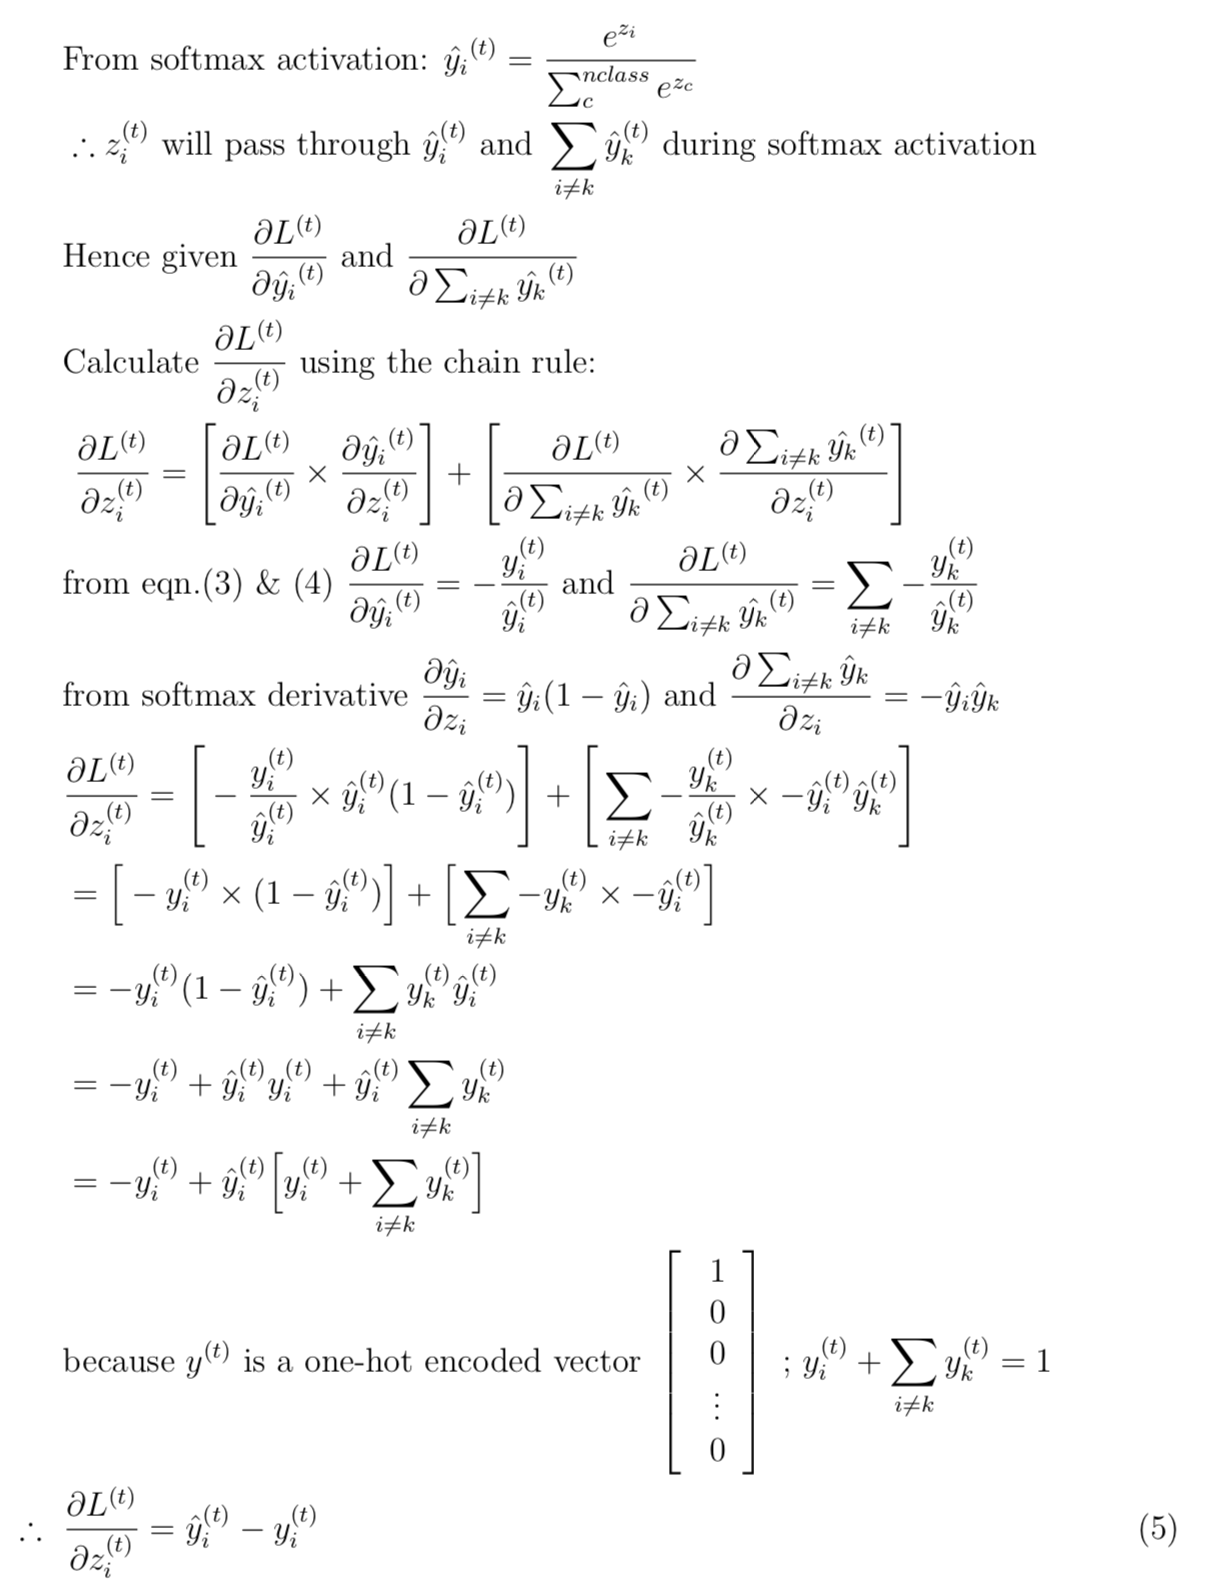 From softmax activation: $\hat{y_i}^{(t)} = \frac{e^{z_i}}{\sum_c^{nclass} e^{z_c}}$
$\therefore z_i^{(t)}$ will pass through $\hat{y}_i^{(t)}$ and $\sum_{i \neq k} \hat{y}_k^{(t)}$ during softmax activation
Hence given $\frac{\partial L^{(t)}}{\partial \hat{y_i}^{(t)}}$ and $\frac{\partial L^{(t)}}{\partial \sum_{i \neq k} \hat{y_k}^{(t)}}$
Calculate $\frac{\partial L^{(t)}}{\partial z_i^{(t)}}$ using the chain rule:
$\frac{\partial L^{(t)}}{\partial z_i^{(t)}} = \left[ \frac{\partial L^{(t)}}{\partial \hat{y_i}^{(t)}} \times \frac{\partial \hat{y_i}^{(t)}}{\partial z_i^{(t)}} \right] + \left[ \frac{\partial L^{(t)}}{\partial \sum_{i \neq k} \hat{y_k}^{(t)}} \times \frac{\partial \sum_{i \neq k} \hat{y_k}^{(t)}}{\partial z_i^{(t)}} \right]$
from eqn.(3) & (4) $\frac{\partial L^{(t)}}{\partial \hat{y_i}^{(t)}} = -\frac{y_i^{(t)}}{\hat{y}_i^{(t)}}$ and $\frac{\partial L^{(t)}}{\partial \sum_{i \neq k} \hat{y_k}^{(t)}} = \sum_{i \neq k} -\frac{y_k^{(t)}}{\hat{y}_k^{(t)}}$
from softmax derivative $\frac{\partial \hat{y}_i}{\partial z_i} = \hat{y}_i(1 - \hat{y}_i)$ and $\frac{\partial \sum_{i \neq k} \hat{y}_k}{\partial z_i} = -\hat{y}_i \hat{y}_k$
$\frac{\partial L^{(t)}}{\partial z_i^{(t)}} = \left[ -\frac{y_i^{(t)}}{\hat{y}_i^{(t)}} \times \hat{y}_i^{(t)}(1 - \hat{y}_i^{(t)}) \right] + \left[ \sum_{i \neq k} -\frac{y_k^{(t)}}{\hat{y}_k^{(t)}} \times -\hat{y}_i^{(t)} \hat{y}_k^{(t)} \right]$
$= \left[ -y_i^{(t)} \times (1 - \hat{y}_i^{(t)}) \right] + \left[ \sum_{i \neq k} -y_k^{(t)} \times -\hat{y}_i^{(t)} \right]$
$= -y_i^{(t)}(1 - \hat{y}_i^{(t)}) + \sum_{i \neq k} y_k^{(t)} \hat{y}_i^{(t)}$
$= -y_i^{(t)} + \hat{y}_i^{(t)} y_i^{(t)} + \hat{y}_i^{(t)} \sum_{i \neq k} y_k^{(t)}$
$= -y_i^{(t)} + \hat{y}_i^{(t)} \left[ y_i^{(t)} + \sum_{i \neq k} y_k^{(t)} \right]$
because $y^{(t)}$ is a one-hot encoded vector $\begin{bmatrix} 1 \\ 0 \\ 0 \\ \vdots \\ 0 \end{bmatrix}$ ; $y_i^{(t)} + \sum_{i \neq k} y_k^{(t)} = 1$
$\therefore \frac{\partial L^{(t)}}{\partial z_i^{(t)}} = \hat{y}_i^{(t)} - y_i^{(t)}$ (5)